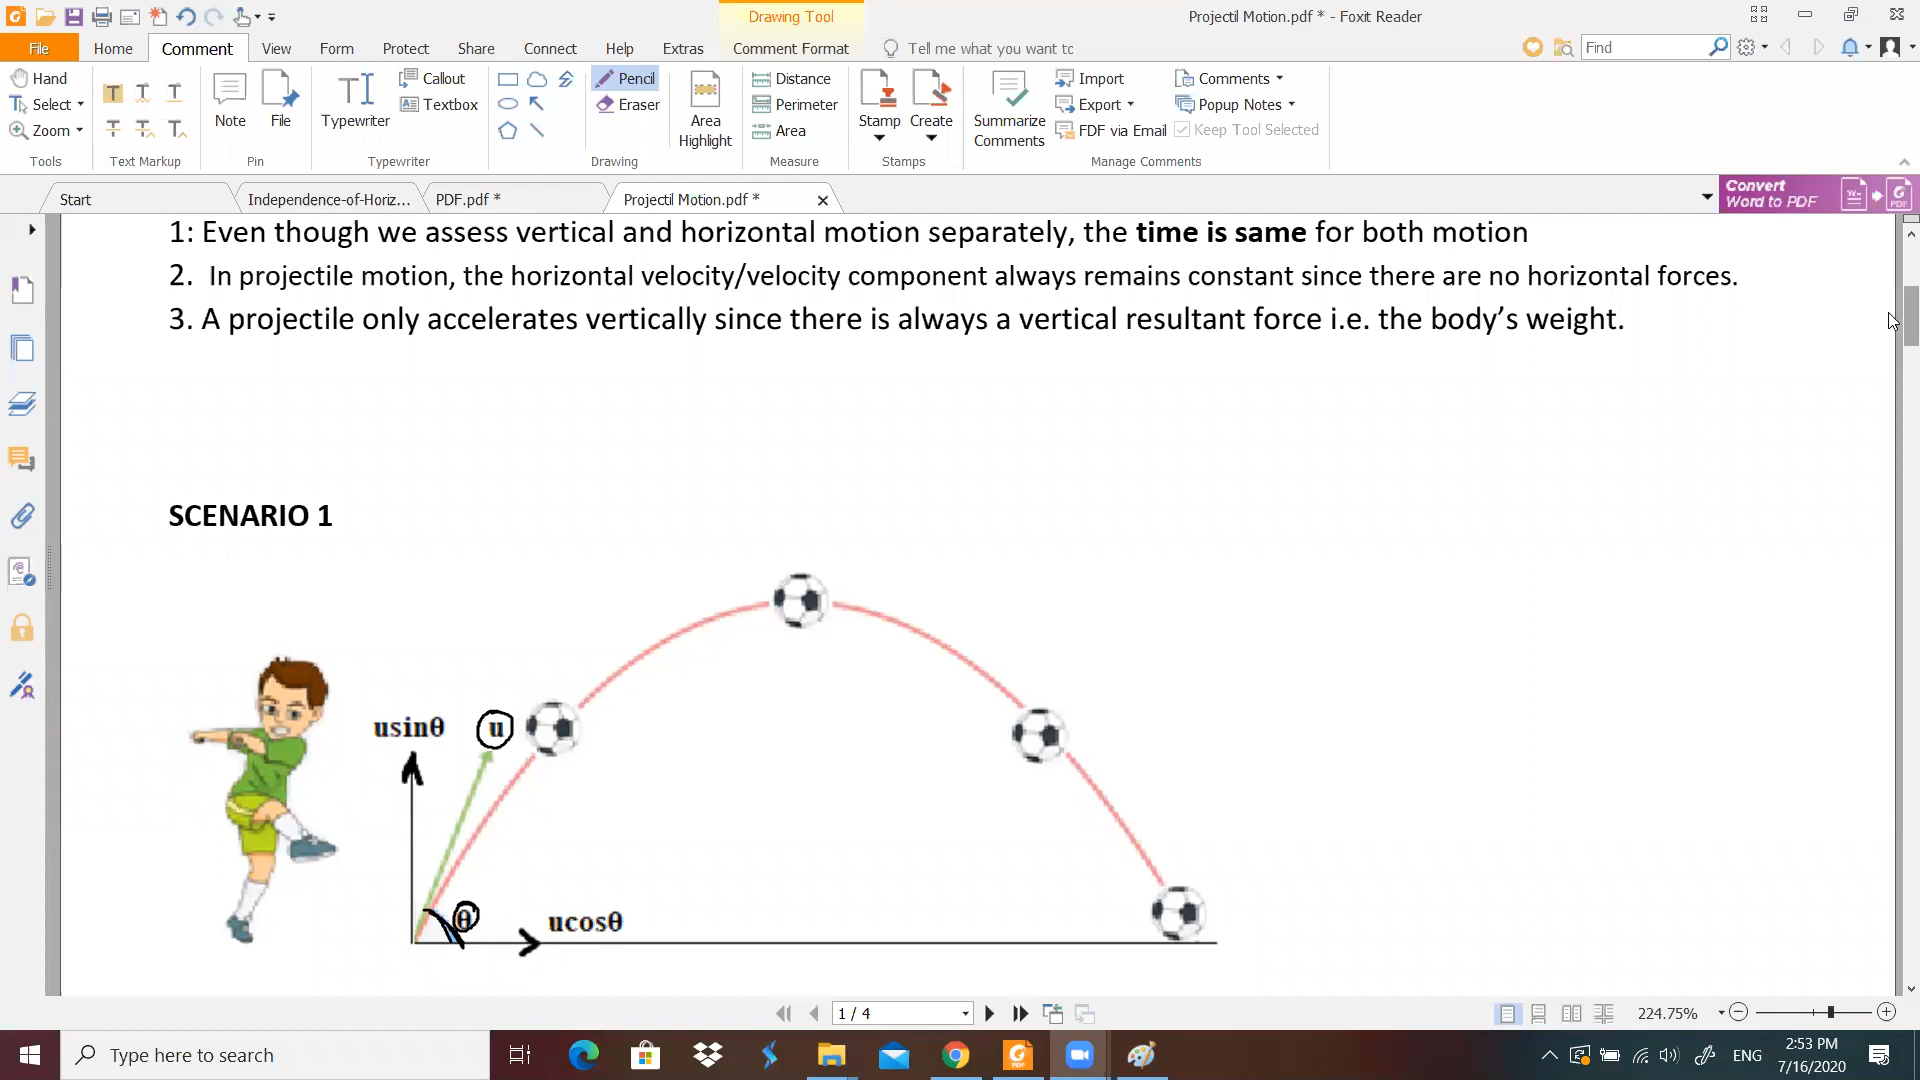 Drawing Tool
Projectil Motion.pdf * - Foxit Reader
File Home Comment View Form Protect Share Connect Help Extras Comment Format Tell me what you want to Find
Hand
Select
Zoom
Tools
Text Markup
Note
File
Pin
Typewriter
Callout
Textbox
Typewriter
Pencil
Eraser
Drawing
Area
Highlight
Distance
Perimeter
Area
Measure
Stamp
Create
Stamps
Summarize
Comments
Import
Export
FDF via Email
Comments
Popup Notes
Keep Tool Selected
Manage Comments
Start Independence-of-Horiz... PDF.pdf * Projectil Motion.pdf *
Convert
Word to PDF
1: Even though we assess vertical and horizontal motion separately, the time is same for both motion
2. In projectile motion, the horizontal velocity/velocity component always remains constant since there are no horizontal forces.
3. A projectile only accelerates vertically since there is always a vertical resultant force i.e. the body’s weight.
SCENARIO 1
usinθ u
θ ucosθ
1 / 4 224.75%
Type here to search
ENG
2:53 PM
7/16/2020